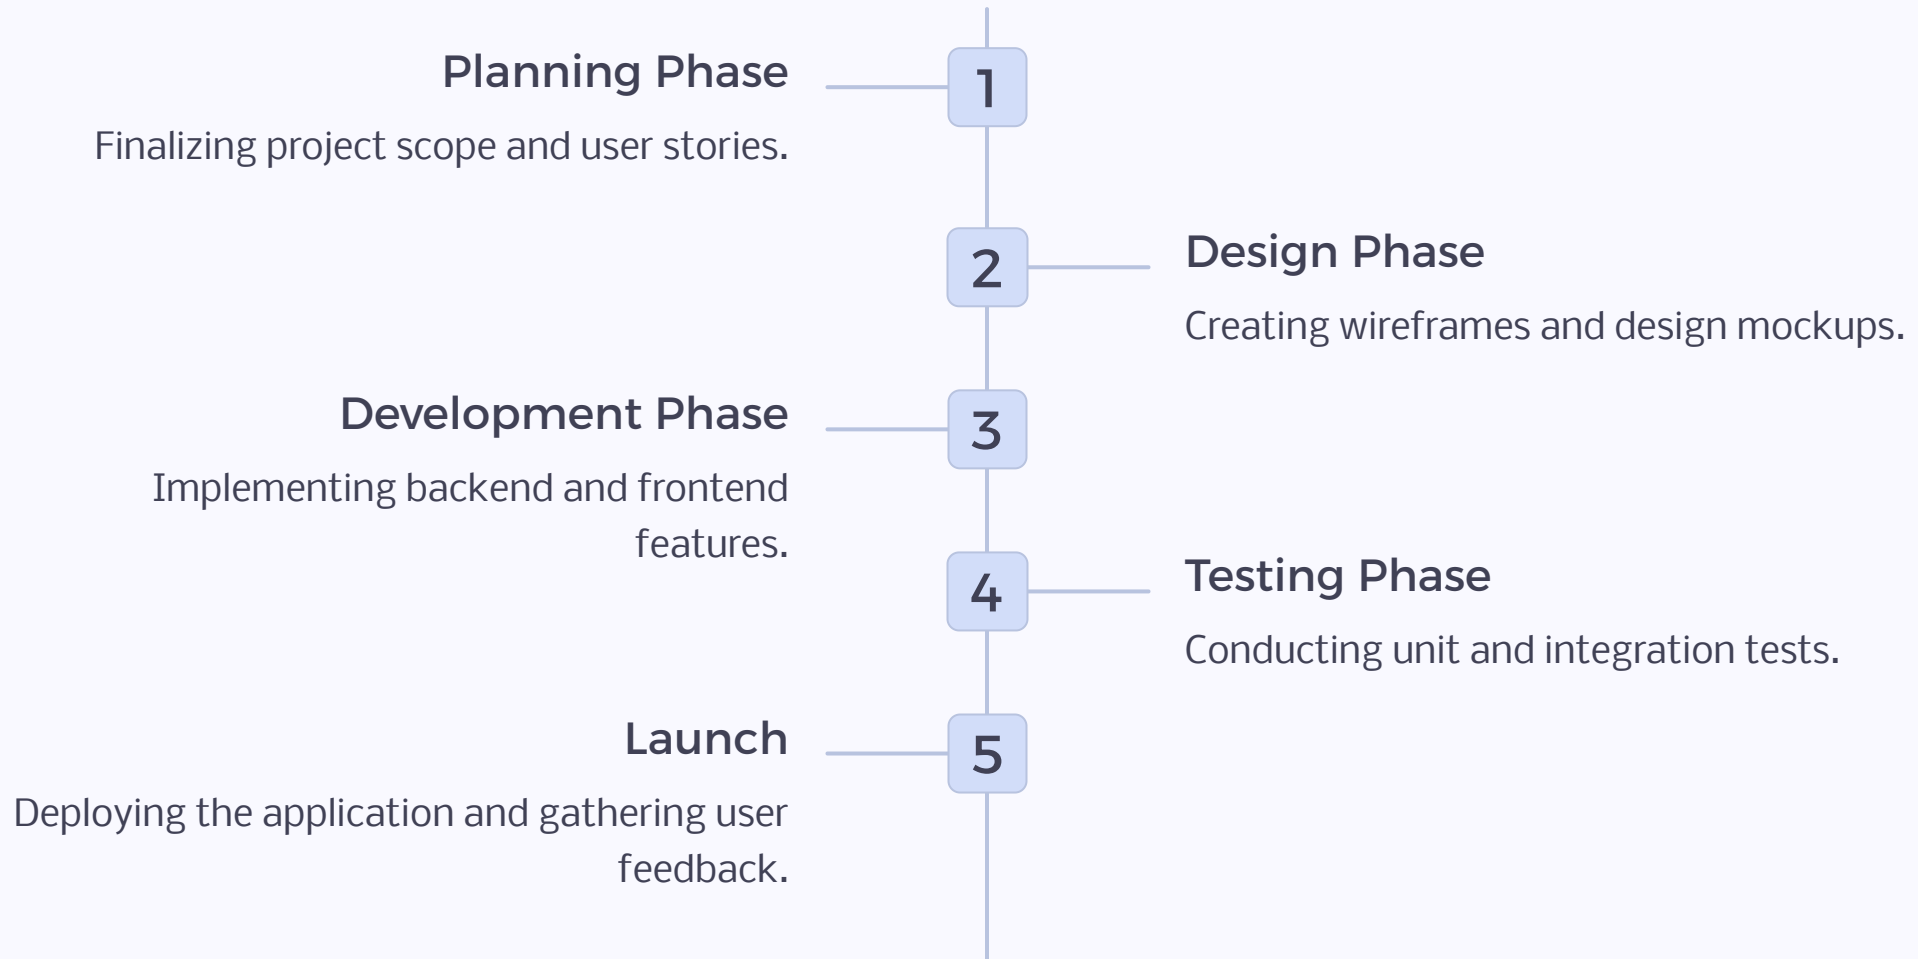 Planning Phase
1
Finalizing project scope and user stories.
2
Design Phase
Creating wireframes and design mockups.
Development Phase
3
Implementing backend and frontend
features.
4
Testing Phase
Conducting unit and integration tests.
Launch
5
Deploying the application and gathering user
feedback.